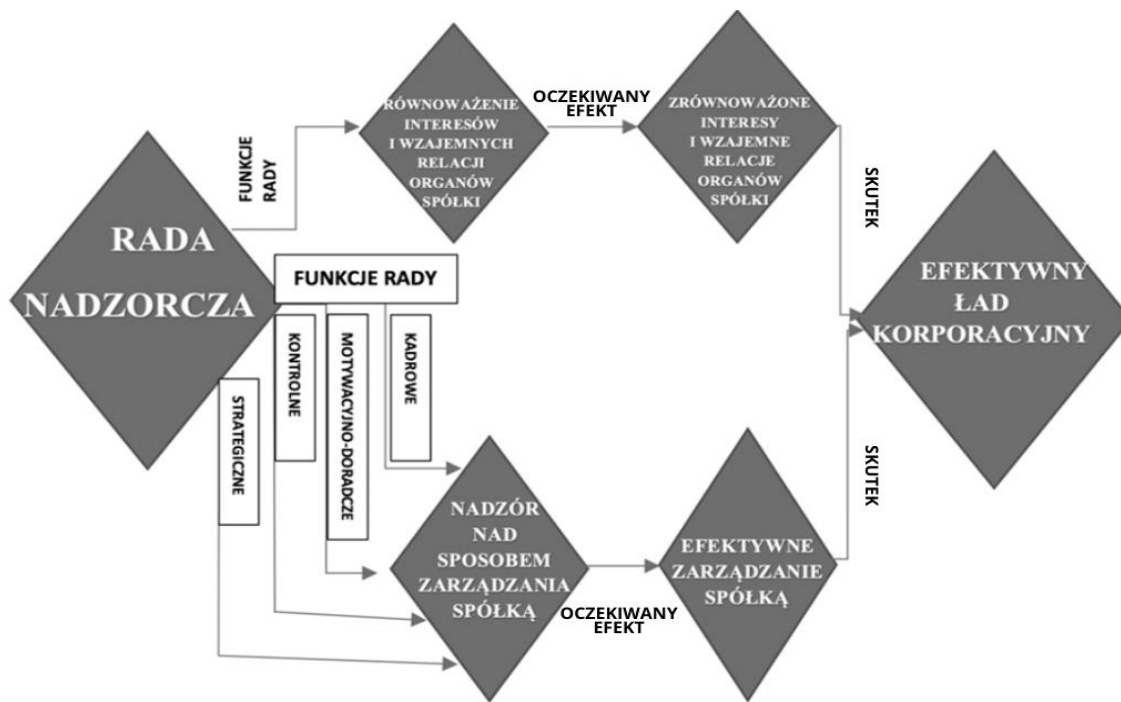 RADA
NADZORCZA
FUNKCJE
RADY
RÓWNOWAŻENIE
INTERESÓW
I WZAJEMNYCH
RELACJI
ORGANÓW
SPÓŁKI
OCZEKIWANY
EFEKT
ZRÓWNOWAŻONE
INTERESY
I WZAJEMNE
RELACJE
ORGANÓW
SPÓŁKI
SKUTEK
FUNKCJE RADY
STRATEGICZNE
KONTROLNE
MOTYWACYJNO-DORADCZE
KADROWE
NADZÓR
NAD
SPOSOBEM
ZARZĄDZANIA
SPÓŁKĄ
OCZEKIWANY
EFEKT
EFEKTYWNE
ZARZĄDZANIE
SPÓŁKĄ
SKUTEK
EFEKTYWNY
ŁAD
KORPORACYJNY